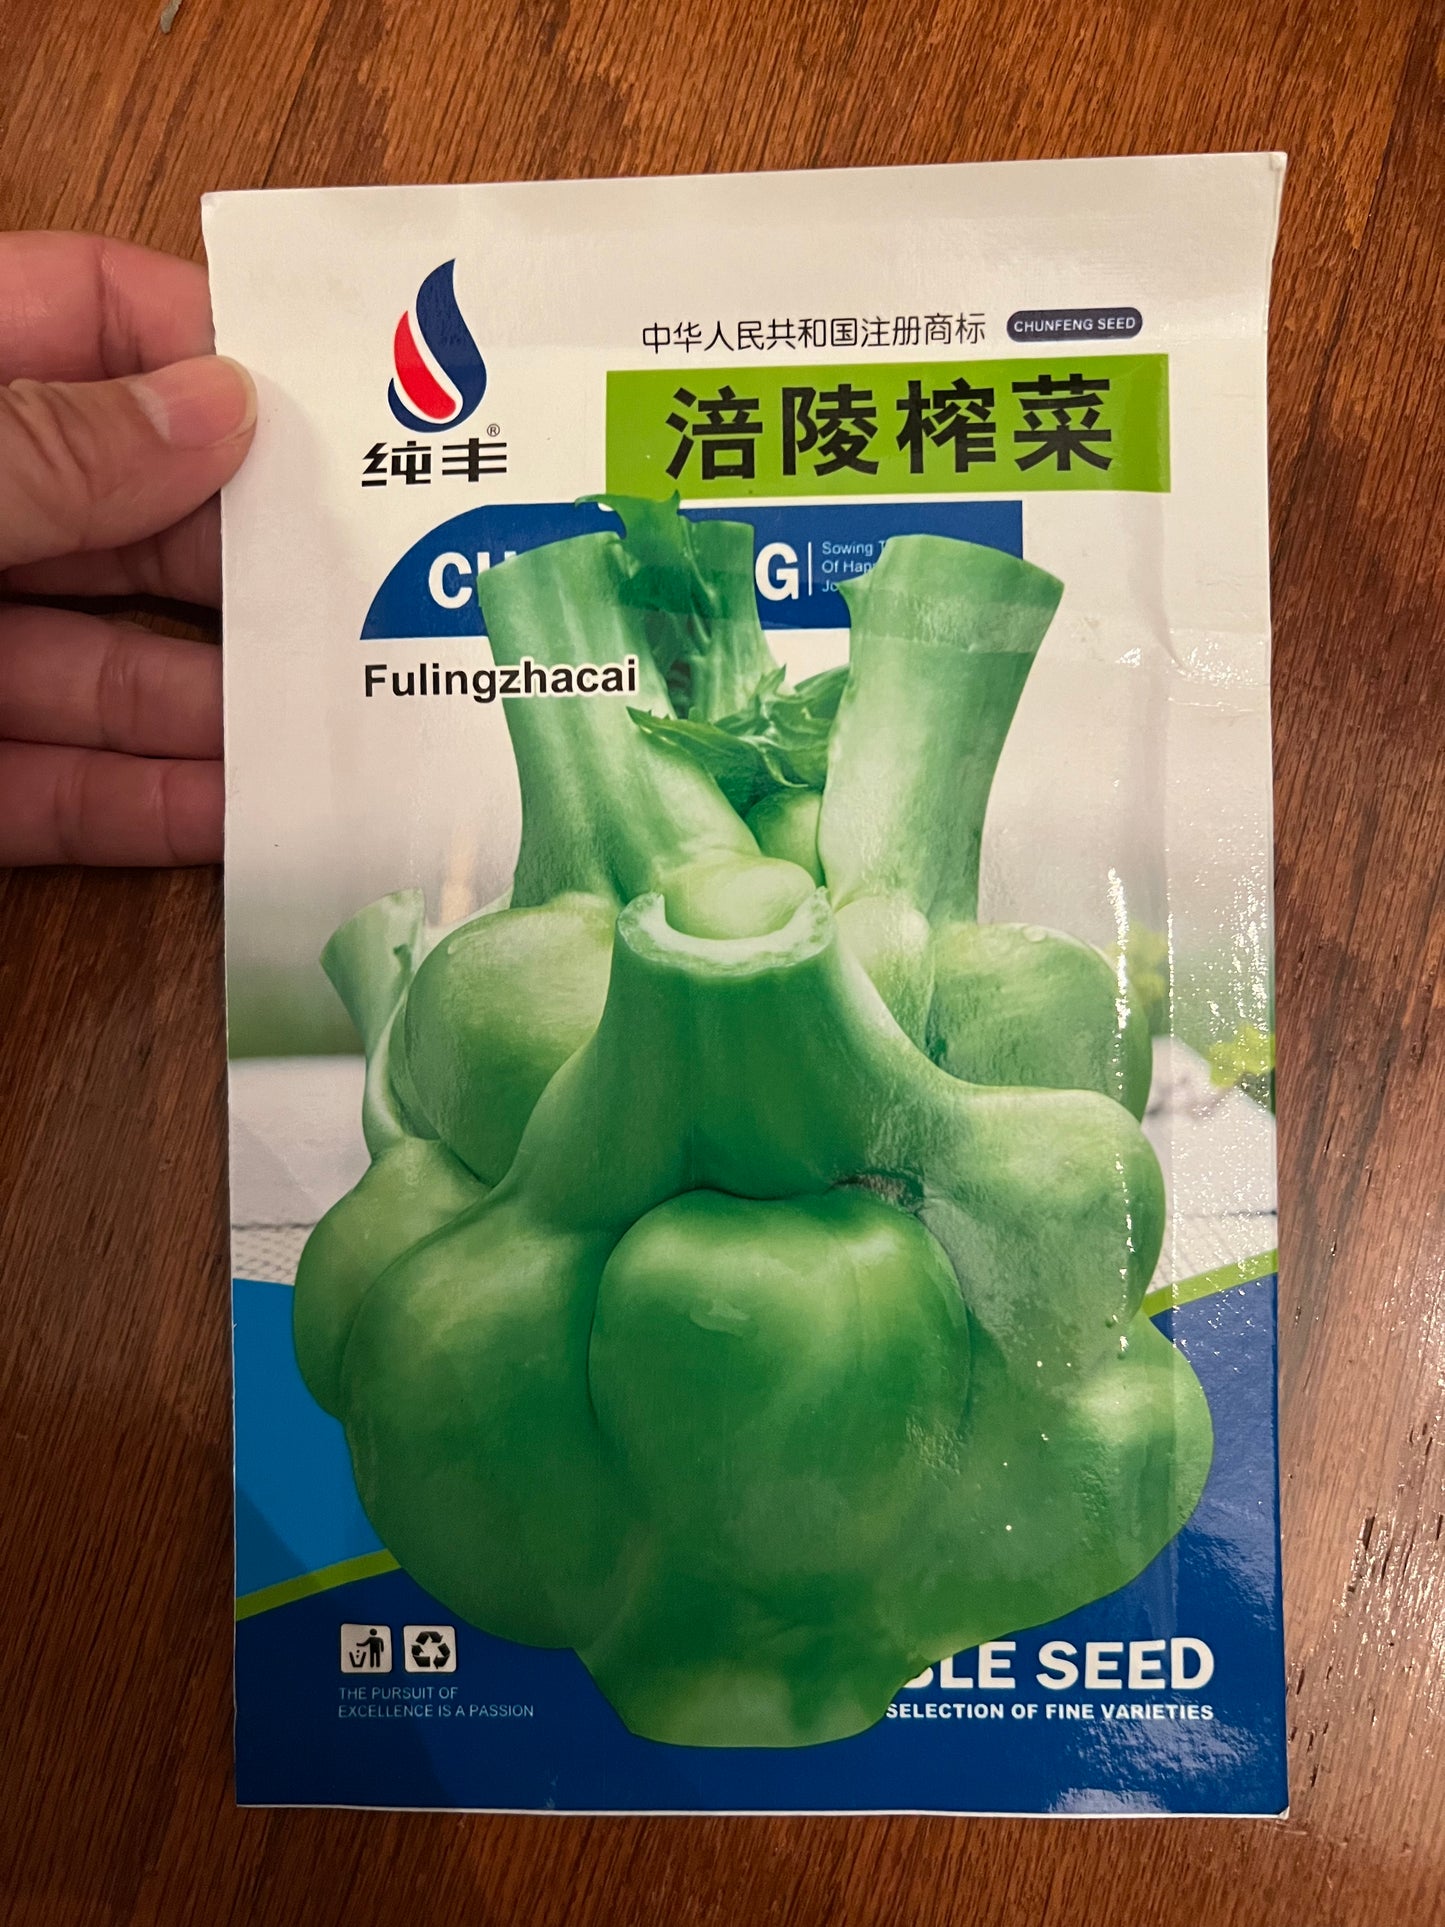 中华人民共和国注册商标 CHUNFENG SEED
纯丰®
涪陵榨菜
Sowing
Of
Fulingzhacai
THE PURSUIT OF
EXCELLENCE IS A PASSION
SEED
SELECTION OF FINE VARIETIES